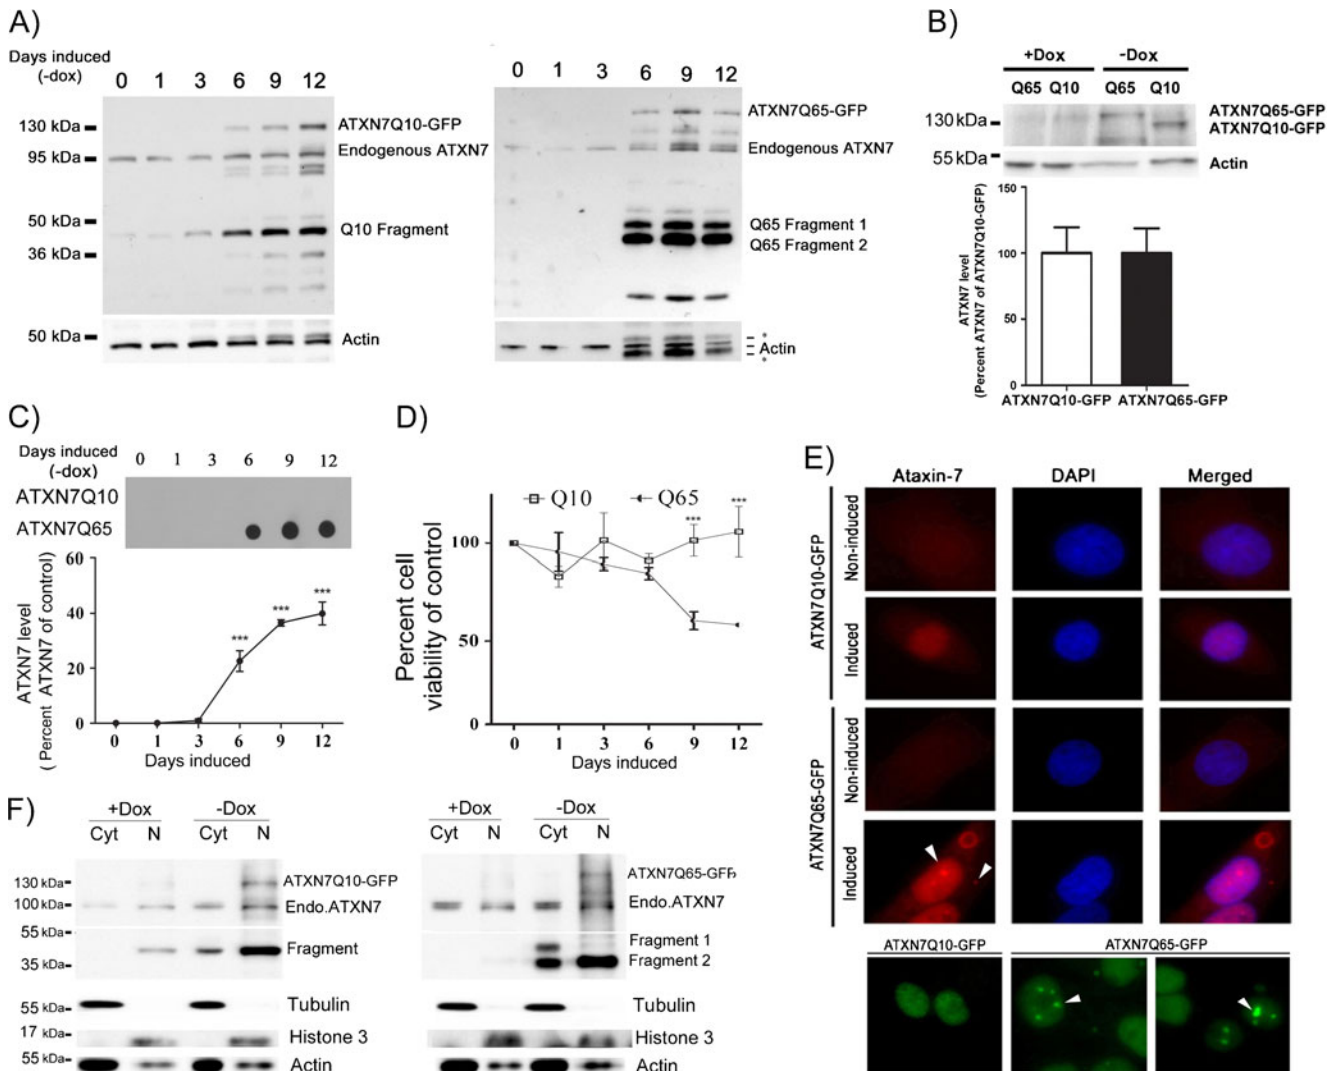 A)
Days induced
(-dox)
0 1 3 6 9 12
130 kDa
95 kDa
50 kDa
36 kDa
50 kDa
ATXN7Q10-GFP
Endogenous ATXN7
Q10 Fragment
Actin
0 1 3 6 9 12
ATXN7Q65-GFP
Endogenous ATXN7
Q65 Fragment 1
Q65 Fragment 2
*
Actin
*
B)
+Dox -Dox
Q65 Q10 Q65 Q10
130 kDa
55 kDa
ATXN7Q65-GFP
ATXN7Q10-GFP
Actin
ATXN7 level
(Percent ATXN7 of ATXN7Q10-GFP)
150
100
50
0
ATXN7Q10-GFP ATXN7Q65-GFP
C)
Days induced
(-dox)
0 1 3 6 9 12
ATXN7Q10
ATXN7Q65
ATXN7 level
( Percent ATXN7 of control)
60
40
20
0
*** *** ***
0 1 3 6 9 12
Days induced
D)
Q10 Q65
*** ***
Percent cell
viability of control
100
50
0
0 1 3 6 9 12
Days induced
E)
Ataxin-7 DAPI Merged
ATXN7Q10-GFP
Non-induced
Induced
ATXN7Q65-GFP
Non-induced
Induced
ATXN7Q10-GFP ATXN7Q65-GFP
F)
+Dox -Dox
Cyt N Cyt N
130 kDa
100 kDa
55 kDa
35 kDa
55 kDa
17 kDa
55 kDa
ATXN7Q10-GFP
Endo.ATXN7
Fragment
Tubulin
Histone 3
Actin
+Dox -Dox
Cyt N Cyt N
ATXN7Q65-GFP
Endo.ATXN7
Fragment 1
Fragment 2
Tubulin
Histone 3
Actin